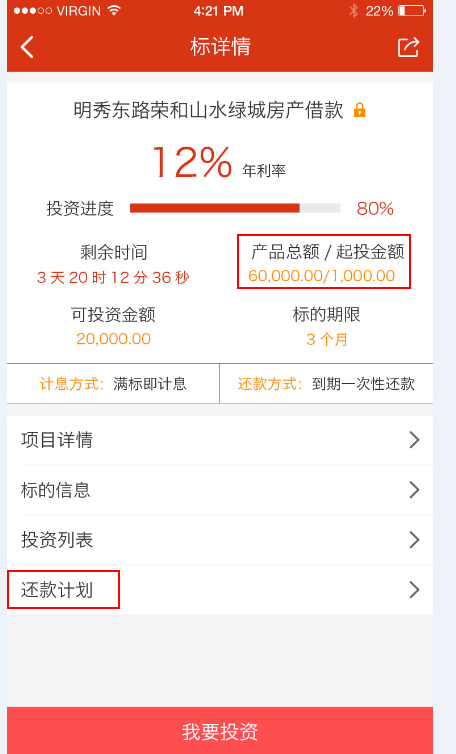 VIRGIN 4:21 PM 22%
标详情
明秀东路荣和山水绿城房产借款
12% 年利率
投资进度 80%
剩余时间 产品总额 / 起投金额
3 天 20 时 12 分 36 秒 60,000.00/1,000.00
可投资金额 标的期限
20,000.00 3 个月
计息方式：满标即计息 还款方式：到期一次性还款
项目详情
标的信息
投资列表
还款计划
我要投资